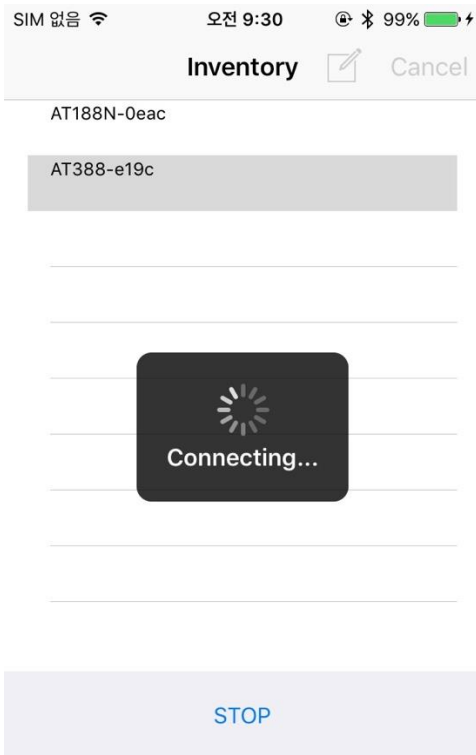 SIM 없음 오전 9:30 99%
Inventory Cancel
AT188N-0eac
AT388-e19c
Connecting...
STOP